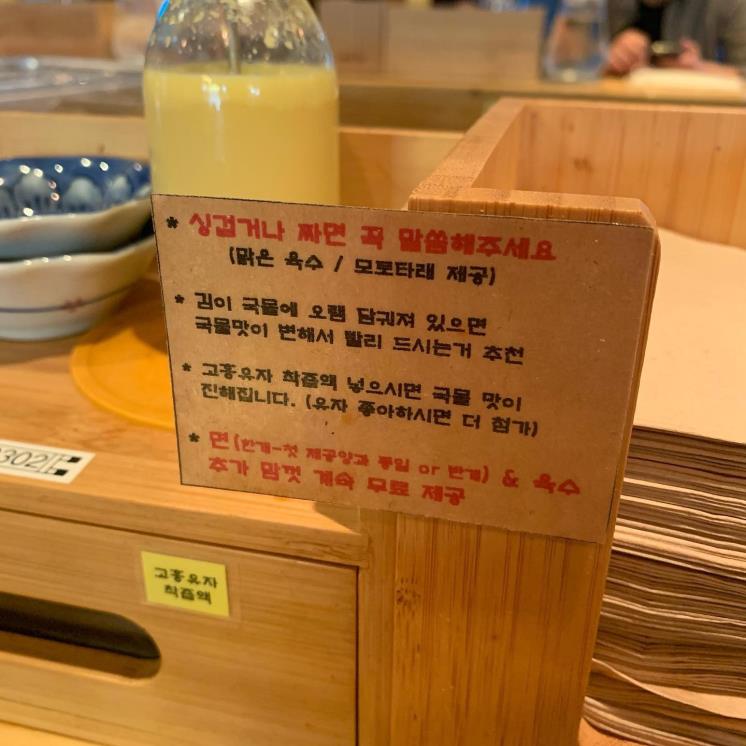 * 싱겁거나 짜면 꼭 말씀해주세요
(맑은 육수 / 모토타래 제공)
* 김이 국물에 오램 담궈져 있으면
국물맛이 변해서 빨리 드시는거 추천
* 고흥유자 착즙액 넣으시면 국물 맛이
진해집니다. (유자 좋아하시면 더 첨가)
* 면(한개-첫 제공양과 동일 or 반개) & 육수
추가 맘껏 계속 무료 제공
302
고흥유자
착즙액